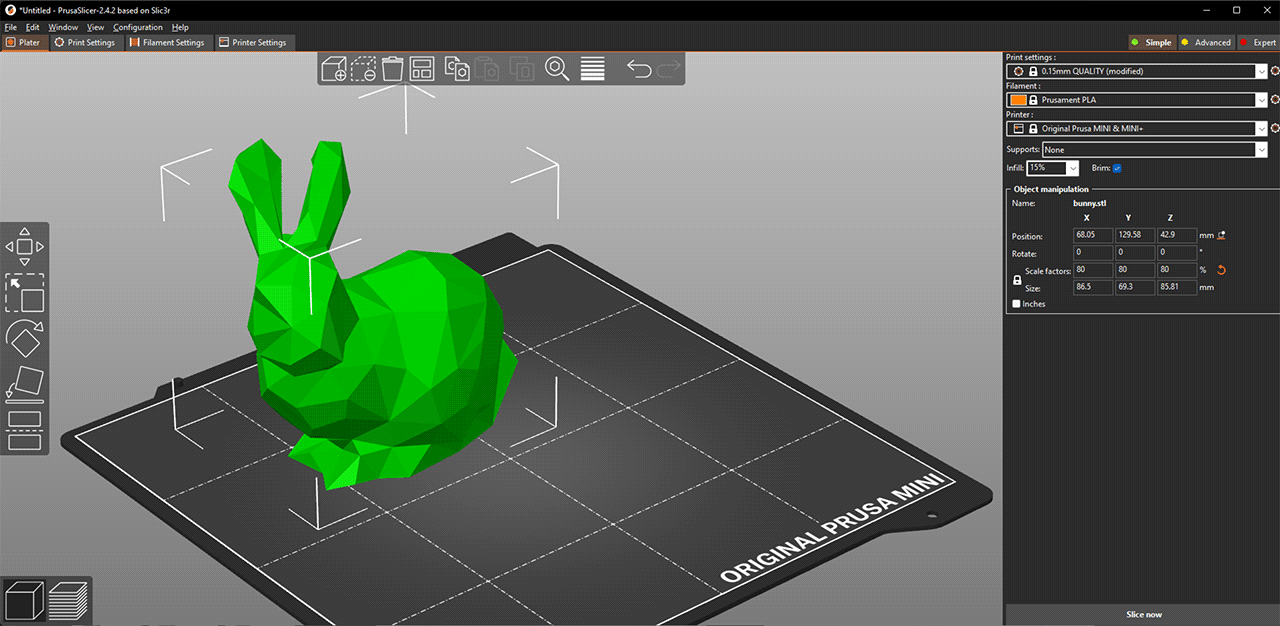 *Untitled - PrusaSlicer-2.4.2 based on Slic3r
File Edit Window View Configuration Help
Plater Print Settings Filament Settings Printer Settings Simple Advanced Expert
Print settings :
0.15mm QUALITY (modified)
Filament :
Prusament PLA
Printer :
Original Prusa MINI & MINI+
Supports: None
Infill: 15% Brim:
Object manipulation
Name: bunny.stl
X Y Z
Position: 68.05 129.58 42.9 mm
Rotate: 0 0 0 °
Scale factors: 80 80 80 %
Size: 86.5 69.3 85.81 mm
Inches
ORIGINAL PRUSA MINI
Slice now